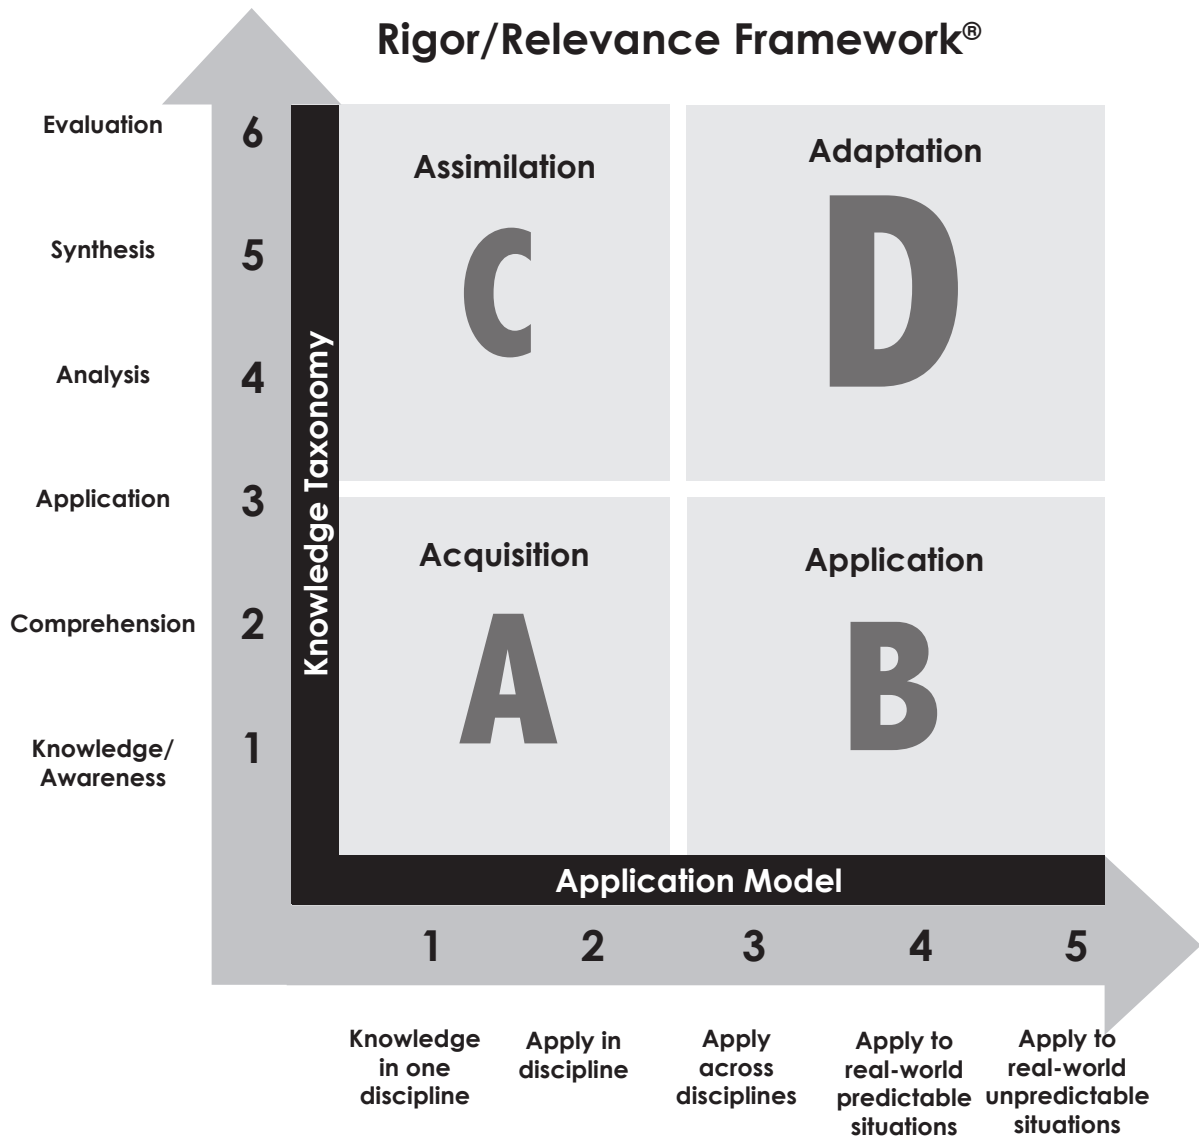 Rigor/Relevance Framework®
Evaluation
6
Synthesis
5
Analysis
4
Application
3
Comprehension
2
Knowledge/
Awareness
1
Knowledge Taxonomy
Assimilation
C
Adaptation
D
Acquisition
A
Application
B
Application Model
1
2
3
4
5
Knowledge
in one
discipline
Apply in
discipline
Apply
across
disciplines
Apply to
real-world
predictable
situations
Apply to
real-world
unpredictable
situations